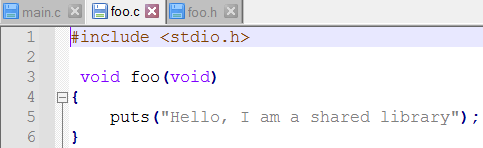 main.c foo.c foo.h
1 #include <stdio.h>
2
3 void foo(void)
4 {
5 puts("Hello, I am a shared library");
6 }